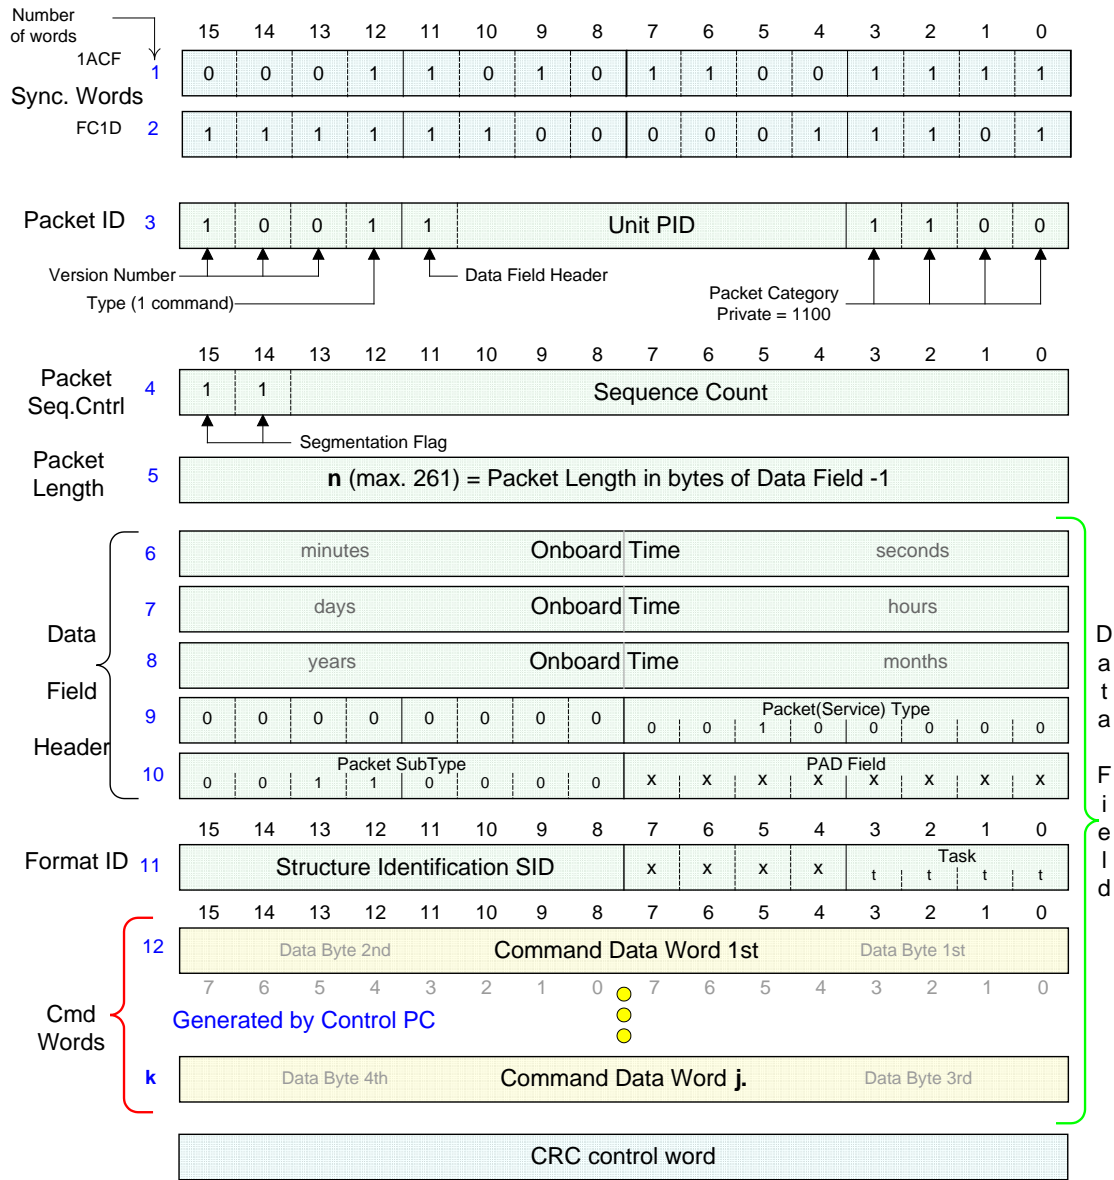 Number
of words
15 14 13 12 11 10 9 8 7 6 5 4 3 2 1 0
1ACF
1
0 0 0 1 1 0 1 0 1 1 0 0 1 1 1 1
Sync. Words
FC1D
2
1 1 1 1 1 1 0 0 0 0 0 1 1 1 0 1
Packet ID
3
1 0 0 1 1 Unit PID 1 1 0 0
Version Number
Data Field Header
Type (1 command)
Packet Category
Private = 1100
15 14 13 12 11 10 9 8 7 6 5 4 3 2 1 0
Packet
Seq.Cntrl
4
1 1 Sequence Count
Segmentation Flag
Packet
Length
5
n (max. 261) = Packet Length in bytes of Data Field -1
Data
Field
Header
6
minutes Onboard Time seconds
7
days Onboard Time hours
8
years Onboard Time months
9
0 0 0 0 0 0 0 0
Packet(Service) Type
0 0 1 0 0 0 0 0
10
Packet SubType
0 0 1 1 0 0 0 0
PAD Field
x x x x x x x x
Data Field
15 14 13 12 11 10 9 8 7 6 5 4 3 2 1 0
Format ID
11
Structure Identification SID x x x x
Task
t t t t
15 14 13 12 11 10 9 8 7 6 5 4 3 2 1 0
12
Data Byte 2nd Command Data Word 1st Data Byte 1st
7 6 5 4 3 2 1 0 7 6 5 4 3 2 1 0
Cmd
Words
Generated by Control PC
k
Data Byte 4th Command Data Word j. Data Byte 3rd
CRC control word